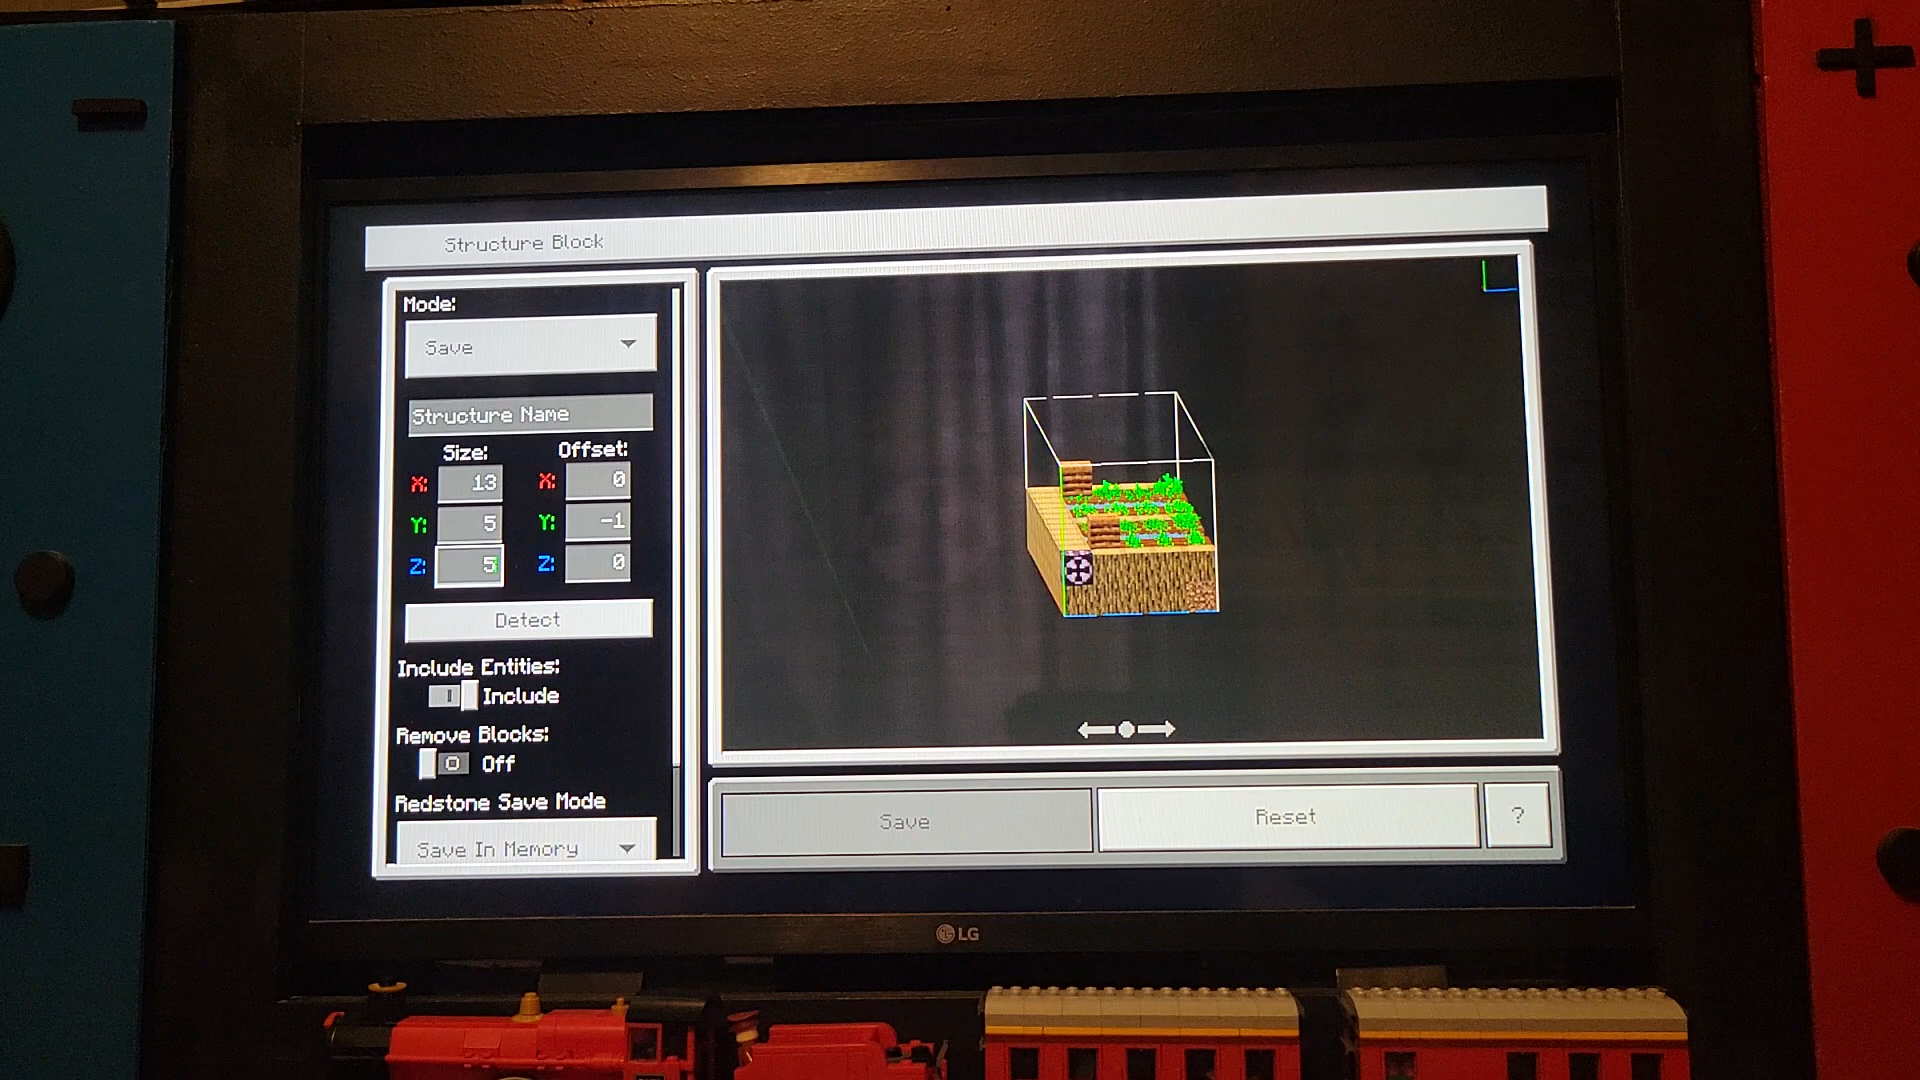 Structure Block
Mode:
Save
Structure Name
Size: Offset:
X: 13 X: 0
Y: 5 Y: -1
Z: 5 Z: 0
Detect
Include Entities:
Include
Remove Blocks:
Off
Redstone Save Mode
Save In Memory
Save Reset ?
LG